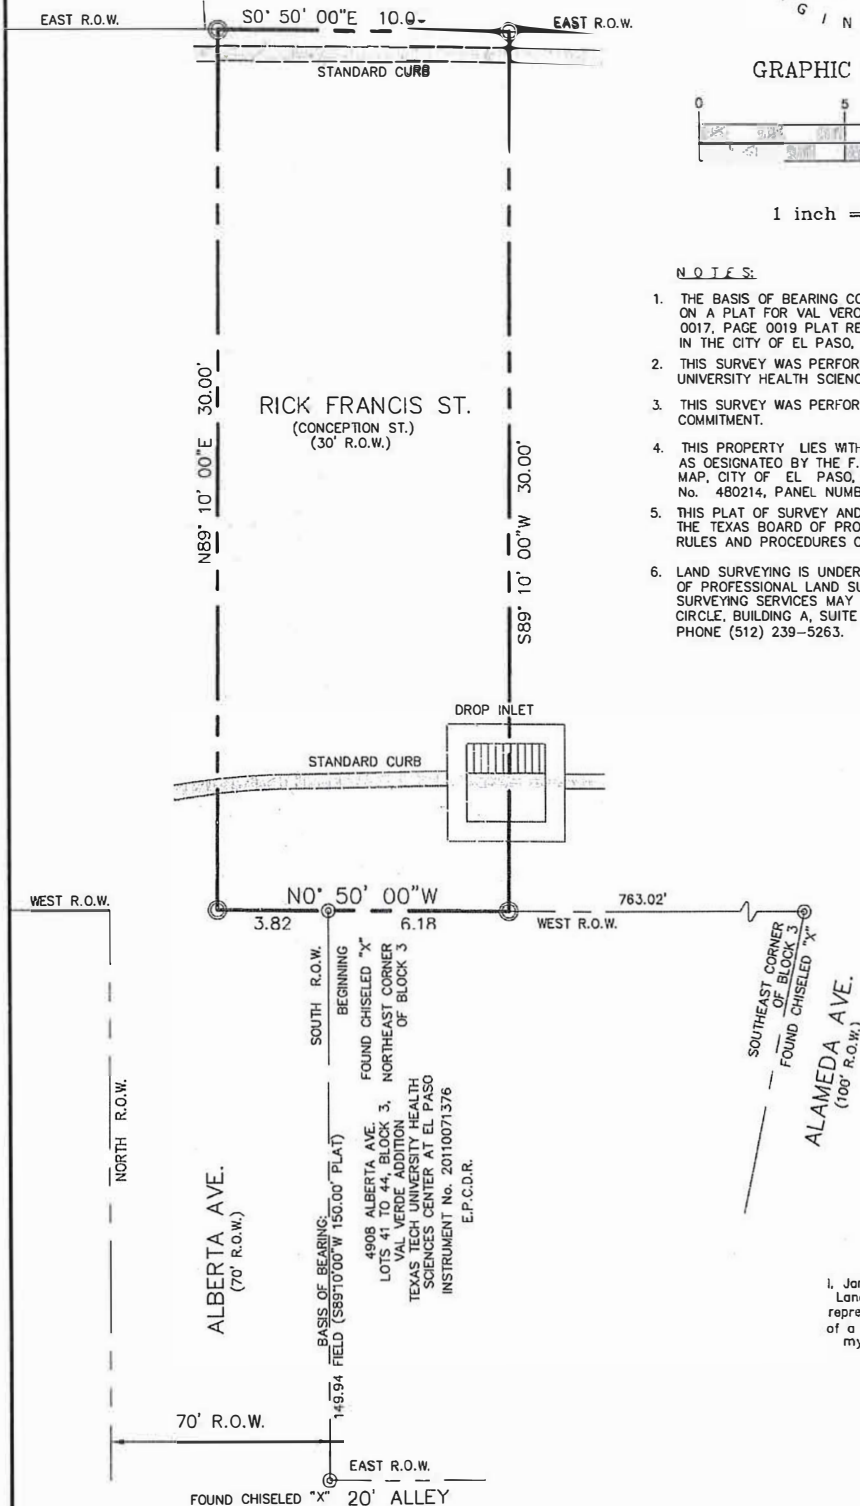 EAST R.O.W.
S0° 50' 00"E 10.0
EAST R.O.W.
STANDARD CURB
G I N
GRAPHIC
0 5
1 inch =
N O T E S:
1. THE BASIS OF BEARING CO
ON A PLAT FOR VAL VERD
0017, PAGE 0019 PLAT RE
IN THE CITY OF EL PASO,
2. THIS SURVEY WAS PERFOR
UNIVERSITY HEALTH SCIENC
3. THIS SURVEY WAS PERFOR
COMMITMENT.
4. THIS PROPERTY LIES WITH
AS OESIGNATED BY THE F.
MAP, CITY OF EL PASO,
No. 480214, PANEL NUMB
5. THIS PLAT OF SURVEY AND
THE TEXAS BOARD OF PRO
RULES AND PROCEDURES O
6. LAND SURVEYING IS UNDER
OF PROFESSIONAL LAND SU
SURVEYING SERVICES MAY
CIRCLE, BUILDING A, SUITE
PHONE (512) 239-5263.
N89° 10' 00"E 30.00'
RICK FRANCIS ST.
(CONCEPTION ST.)
(30' R.O.W.)
S89° 10' 00"W 30.00'
DROP INLET
STANDARD CURB
WEST R.O.W.
N0° 50' 00"W
3.82 6.18
763.02'
WEST R.O.W.
SOUTH R.O.W.
BEGINNING
FOUND CHISELED "X"
NORTHEAST CORNER
OF BLOCK 3
SOUTHEAST CORNER
OF BLOCK 3
FOUND CHISELED "X"
ALAMEDA AVE.
(100' R.O.W.)
NORTH R.O.W.
ALBERTA AVE.
(70' R.O.W.)
BASIS OF BEARING:
149.94 FIELD (S89°10'00"W 150.00' PLAT)
4908 ALBERTA AVE.
LOTS 41 TO 44, BLOCK 3,
VAL VERDE ADDITION
TEXAS TECH UNIVERSITY HEALTH
SCIENCES CENTER AT EL PASO
INSTRUMENT No. 20110071376
E.P.C.D.R.
I, Jar
Land
repre
of a
my
70' R.O.W.
EAST R.O.W.
FOUND CHISELED "X" 20' ALLEY